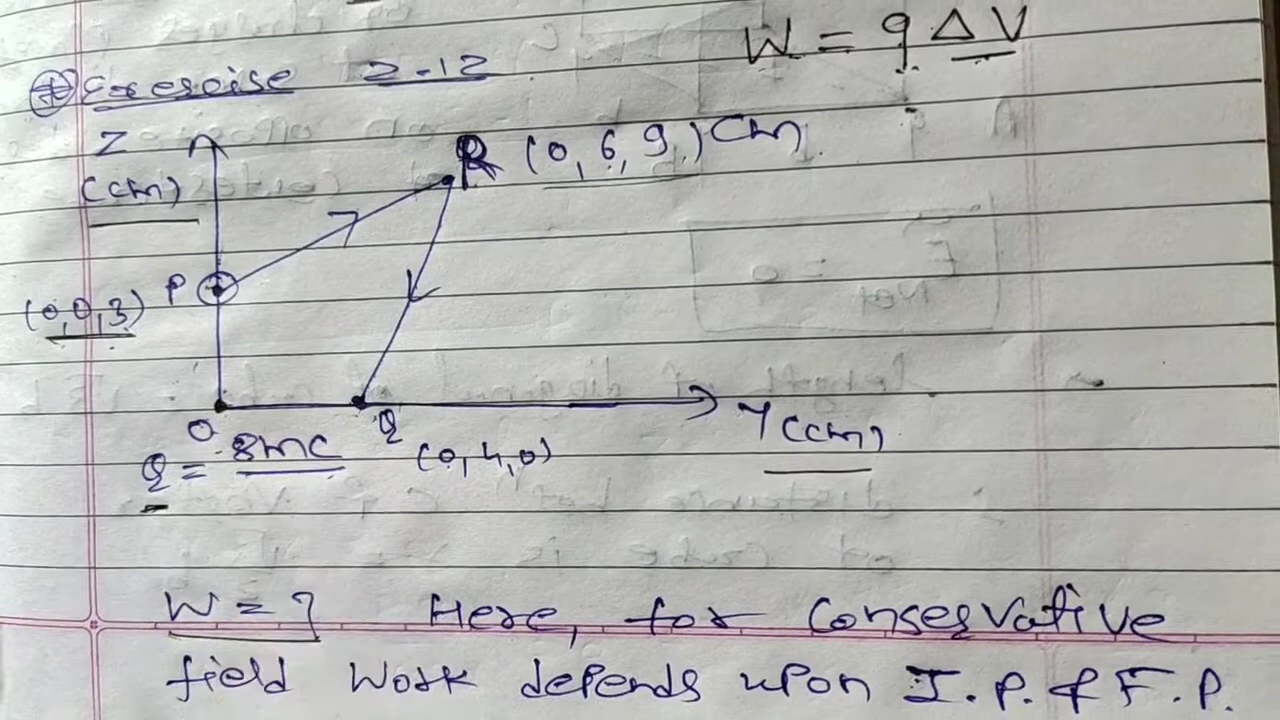 W = q ΔV
Exercise 2-12
Z
(cm)
R (0, 6, 9) cm
P
(0,0,3)
O
Q
Y (cm)
Q = 8mC
(0, 4, 0)
W = ? Here, for Conservative
field Work depends upon I.P. & F.P.